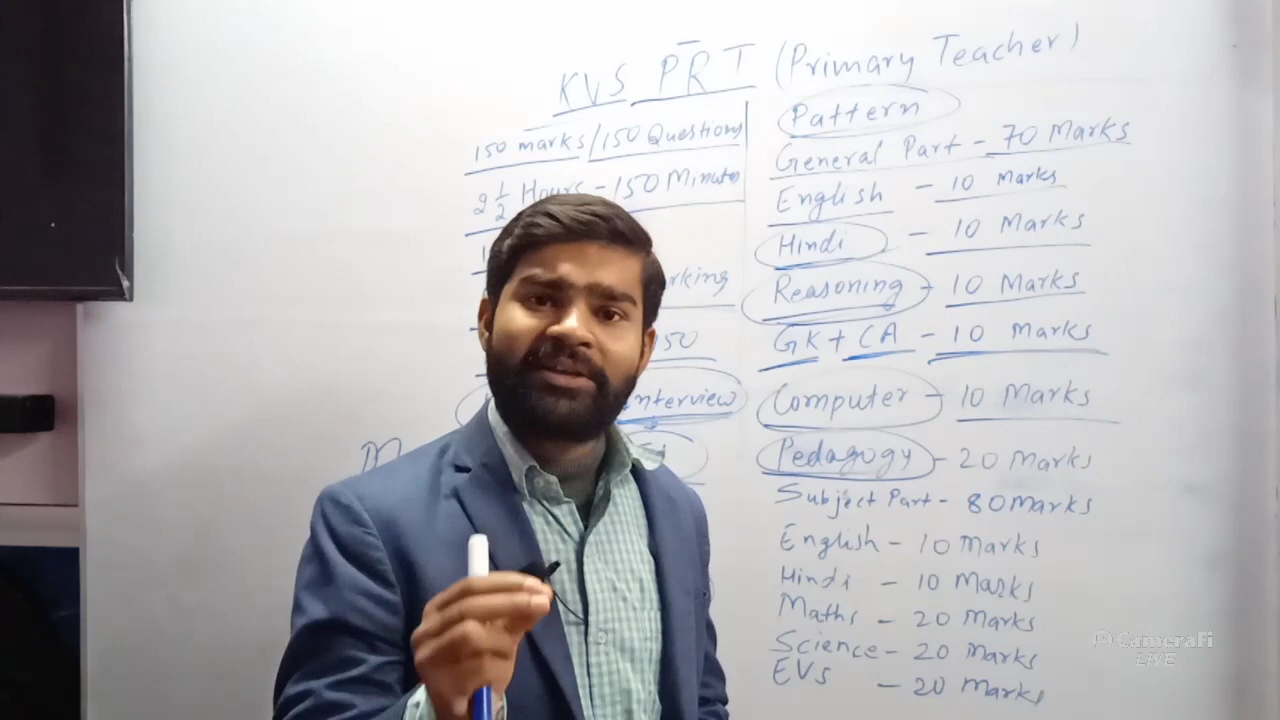 KVS PRT (Primary Teacher)
150 marks/150 Questions
2 1/2 Hours - 150 Minutes
rking
150
Interview
Pattern
General Part - 70 Marks
English - 10 Marks
Hindi - 10 Marks
Reasoning - 10 Marks
GK + CA - 10 Marks
Computer - 10 Marks
Pedagogy - 20 Marks
Subject Part - 80 Marks
English - 10 Marks
Hindi - 10 Marks
Maths - 20 Marks
Science - 20 Marks
EVS - 20 Marks
CameraFi
LIVE